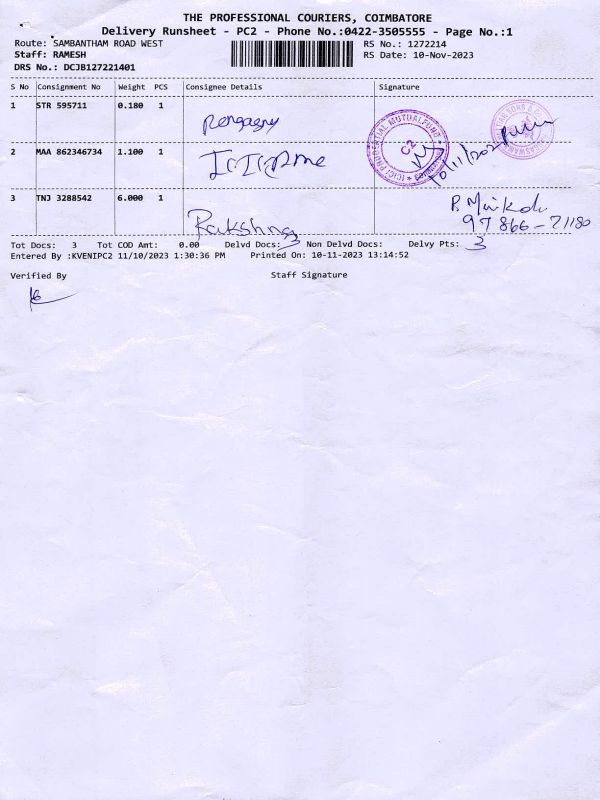 THE PROFESSIONAL COURIERS, COIMBATORE
Delivery Runsheet - PC2 - Phone No.:0422-3505555 - Page No.:1
Route: SAMBANTHAM ROAD WEST RS No.: 1272214
Staff: RAMESH RS Date: 10-Nov-2023
DRS No.: DCJB127221401
S No Consignment No Weight PCS Consignee Details Signature
1 STR 595711 0.180 1
2 MAA 862346734 1.100 1
ICICI PRUDENTIAL MUTUAL FUND
C2
3 TNJ 3288542 6.000 1 Rakshna
97866-71180
Tot Docs: 3 Tot COD Amt: 0.00 Delvd Docs: 3 Non Delvd Docs: Delvy Pts: 3
Entered By :KVENIPC2 11/10/2023 1:30:36 PM Printed On: 10-11-2023 13:14:52
Verified By Staff Signature